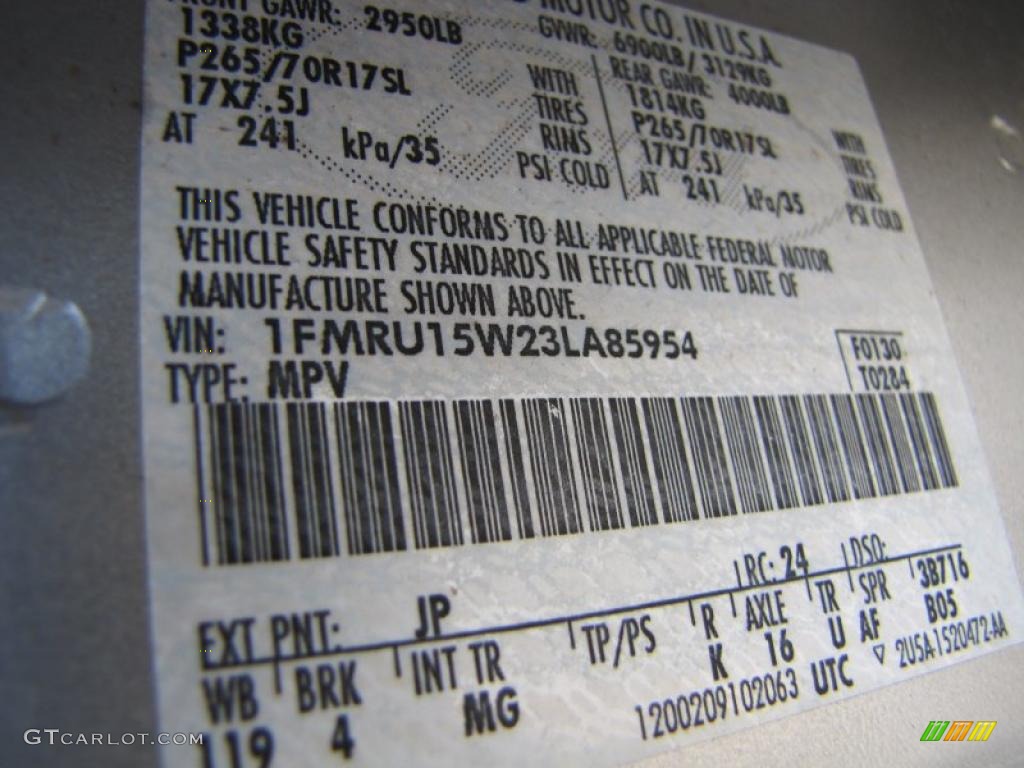 MOTOR CO. IN U.S.A.
FRONT GAWR: 2950LB GVWR: 6900LB / 3129KG
1338KG WITH REAR GAWR: 4000LB
P265/70R17SL TIRES 1814KG WITH
17X7.5J RINS P265/70R17SL TIRES
AT 241 kPa/35 PSI COLD 17X7.5J RINS
AT 241 kPa/35 PSI COLD
THIS VEHICLE CONFORMS TO ALL APPLICABLE FEDERAL MOTOR
VEHICLE SAFETY STANDARDS IN EFFECT ON THE DATE OF
MANUFACTURE SHOWN ABOVE.
VIN: 1FMRU15W23LA85954
F0130
TYPE: MPV T0284
RC: 24 DSO:
EXT PNT: JP 3B716
WB BRK INT TR TP/PS R AXLE TR SPR B05
119 4 MG K 16 U AF
1200209102063 UTC ▽ 2U5A-1520472-AA
GTCARLOT.COM